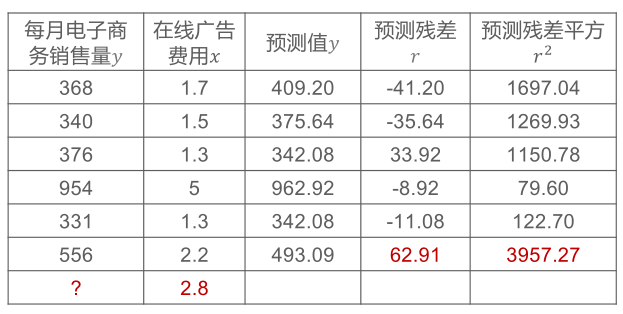 每月电子商 在线广告 预测值y 预测残差 预测残差平方
务销售量y 费用x r r²
368 1.7 409.20 -41.20 1697.04
340 1.5 375.64 -35.64 1269.93
376 1.3 342.08 33.92 1150.78
954 5 962.92 -8.92 79.60
331 1.3 342.08 -11.08 122.70
556 2.2 493.09 62.91 3957.27
? 2.8